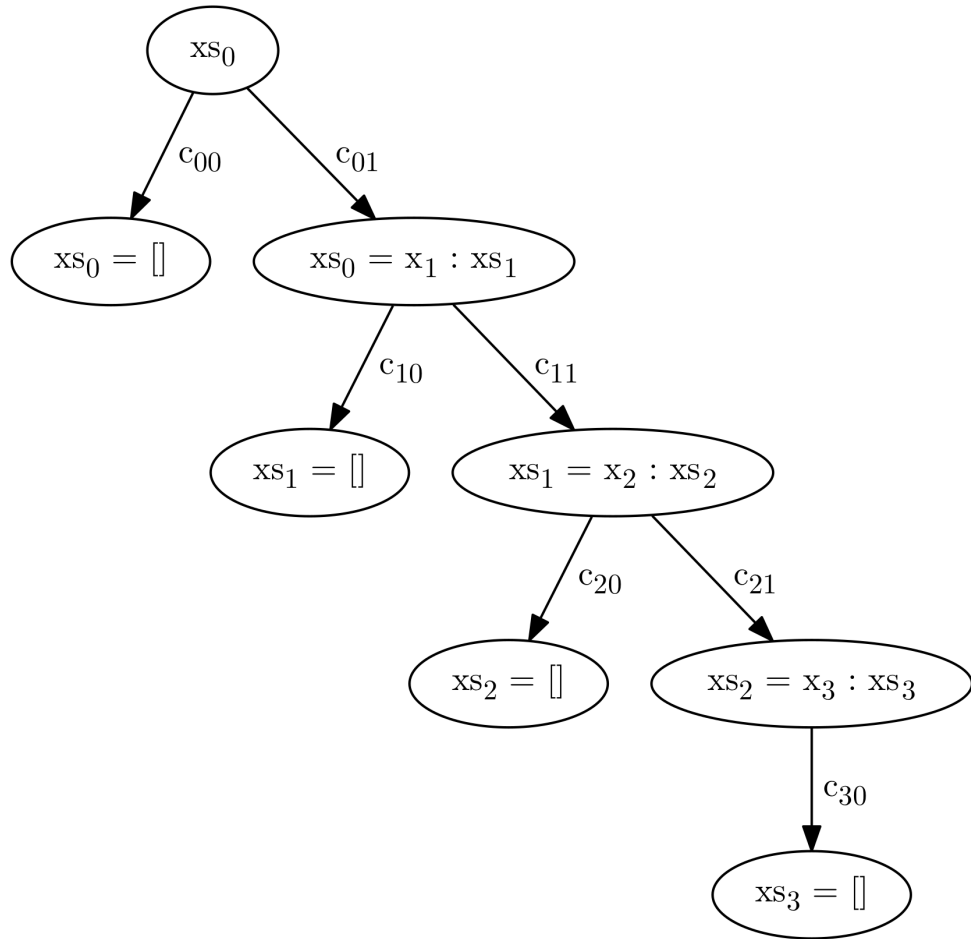 xs₀
c₀₀
c₀₁
xs₀ = []
xs₀ = x₁ : xs₁
c₁₀
c₁₁
xs₁ = []
xs₁ = x₂ : xs₂
c₂₀
c₂₁
xs₂ = []
xs₂ = x₃ : xs₃
c₃₀
xs₃ = []